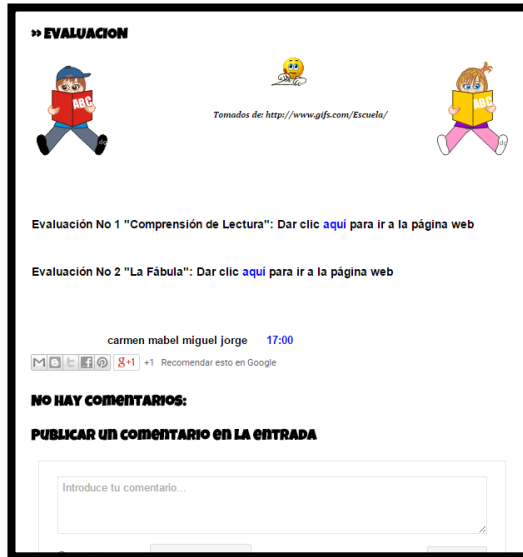 » EVALUACION
ABC
ABC
Tomados de: http://www.gifs.com/Escuela/
Evaluación No 1 "Comprensión de Lectura": Dar clic aquí para ir a la página web
Evaluación No 2 "La Fábula": Dar clic aquí para ir a la página web
carmen mabel miguel jorge 17:00
g+1 +1 Recomendar esto en Google
No hay comentarios:
Publicar un comentario en la entrada
Introduce tu comentario...